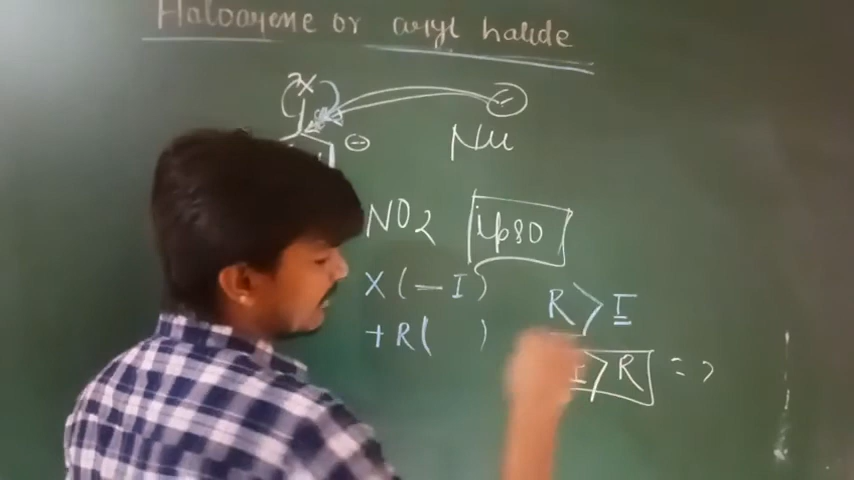 Haloarene or aryl halide
X
Nu
⊖
NO2 ipso
X (-I)
R > I
+R ( )
I > R =>